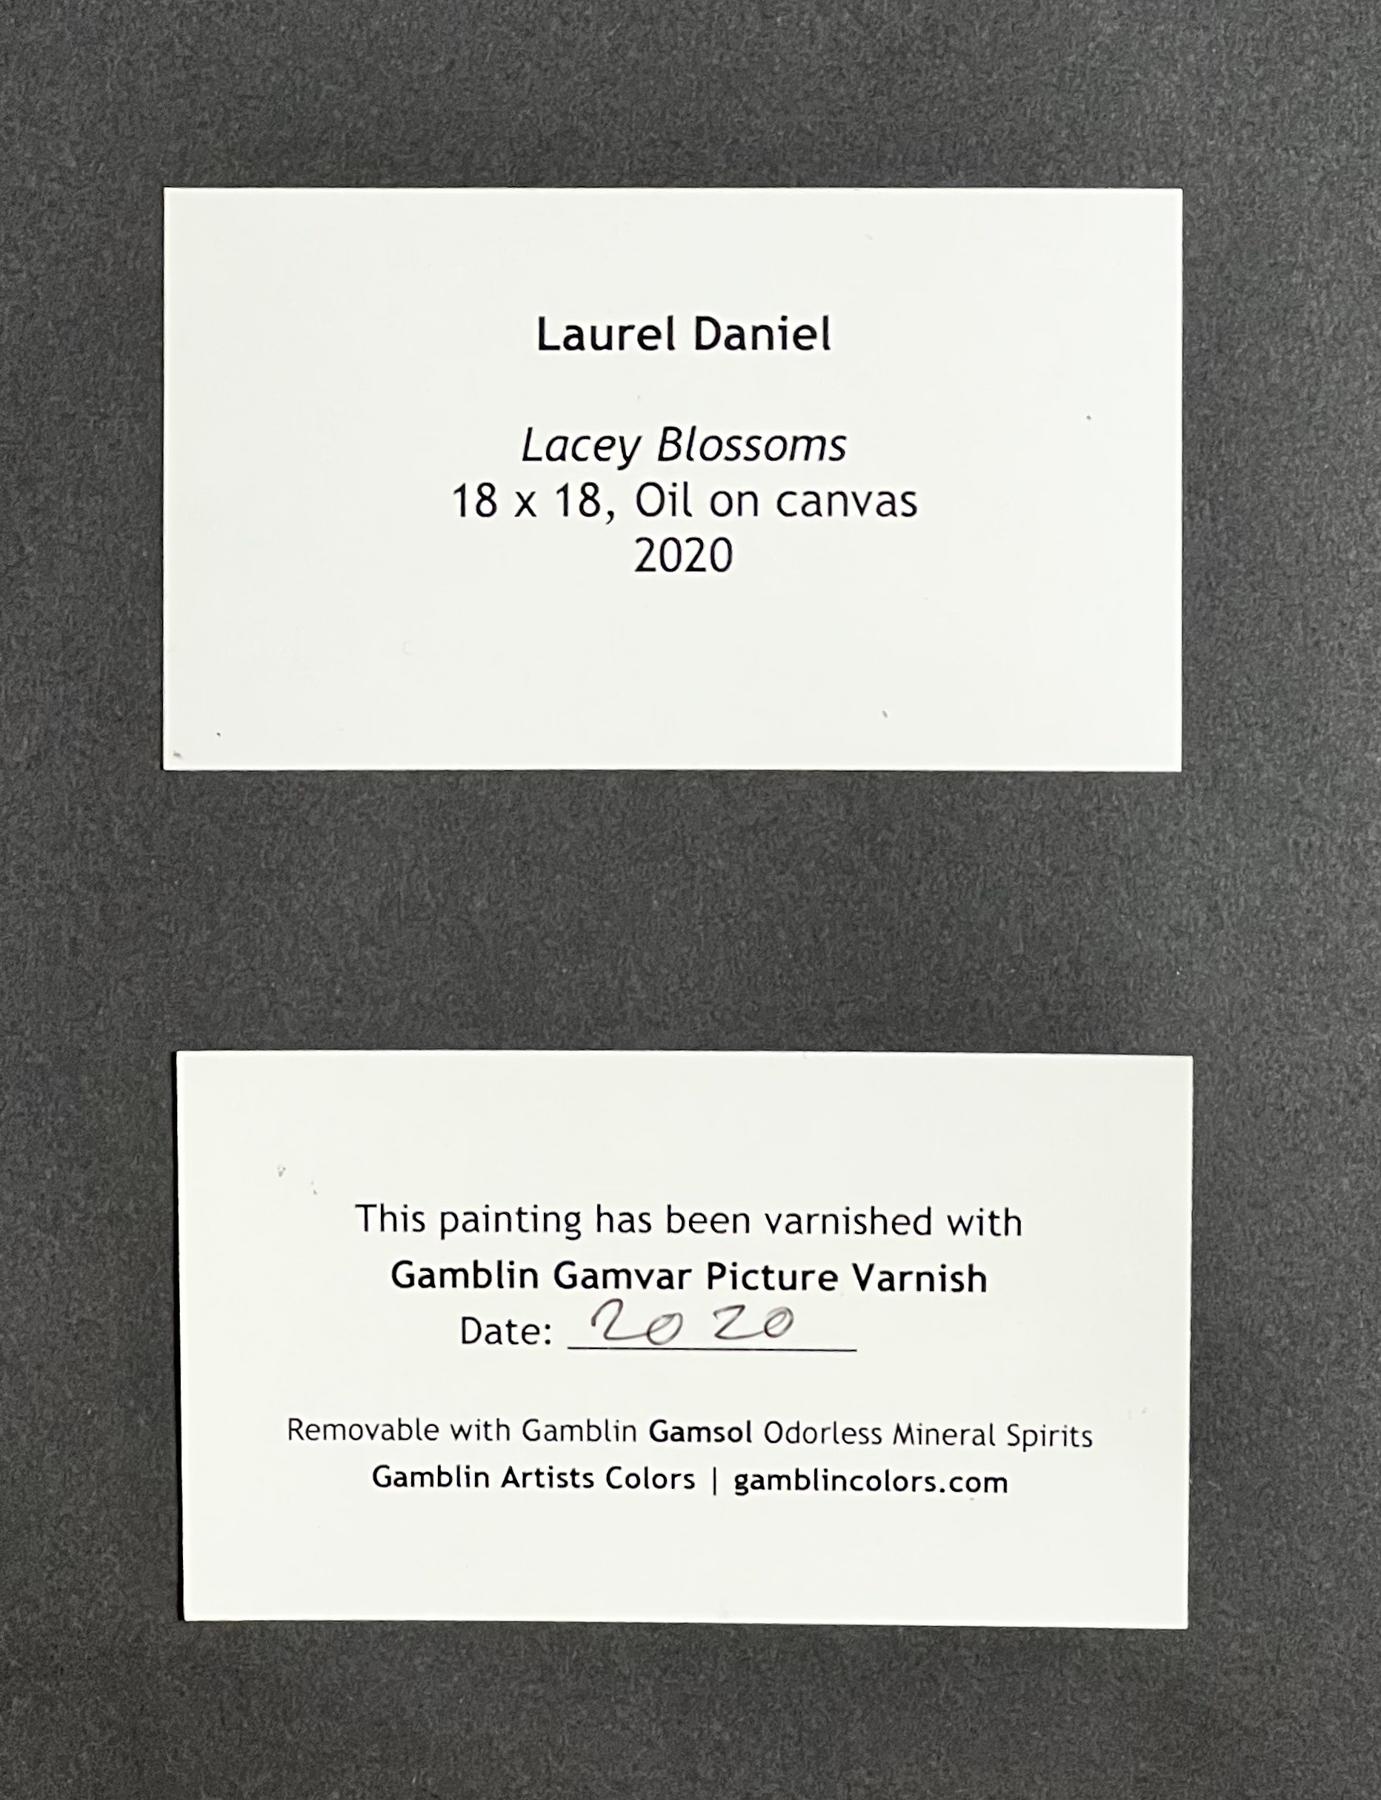 Laurel Daniel
Lacey Blossoms
18 x 18, Oil on canvas
2020
This painting has been varnished with
Gamblin Gamvar Picture Varnish
Date: 2020
Removable with Gamblin Gamsol Odorless Mineral Spirits
Gamblin Artists Colors | gamblincolors.com